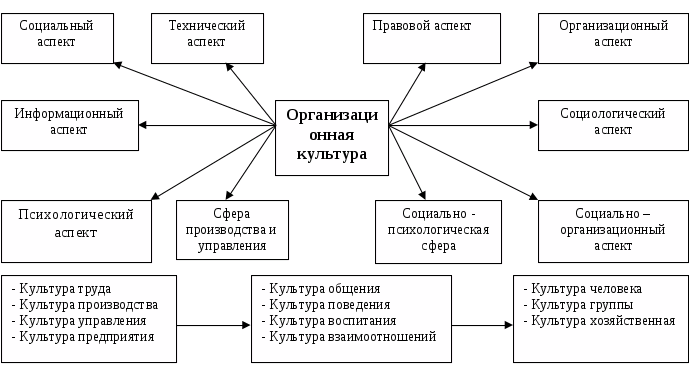 Социальный
аспект
Технический
аспект
Правовой аспект
Организационный
аспект
Информационный
аспект
Организаци
онная
культура
Социологический
аспект
Психологический
аспект
Сфера
производства и
управления
Социально -
психологическая
сфера
Социально –
организационный
аспект
- Культура труда
- Культура производства
- Культура управления
- Культура предприятия
- Культура общения
- Культура поведения
- Культура воспитания
- Культура взаимоотношений
- Культура человека
- Культура группы
- Культура хозяйственная